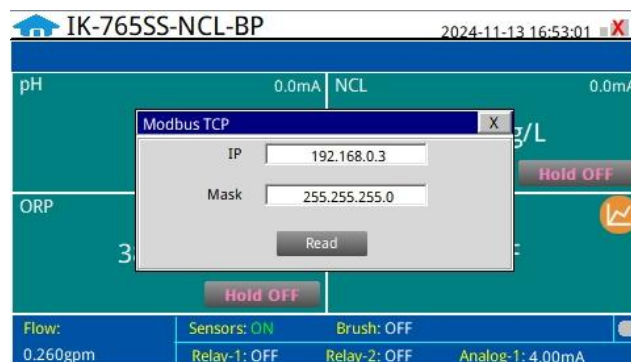 IK-765SS-NCL-BP 2024-11-13 16:53:01 X
pH 0.0mA NCL 0.0mA
Modbus TCP X
IP 192.168.0.3
g/L
Mask 255.255.255.0
Hold OFF
ORP
Read
Hold OFF
Flow: Sensors: ON Brush: OFF
0.260gpm Relay-1: OFF Relay-2: OFF Analog-1: 4.00mA